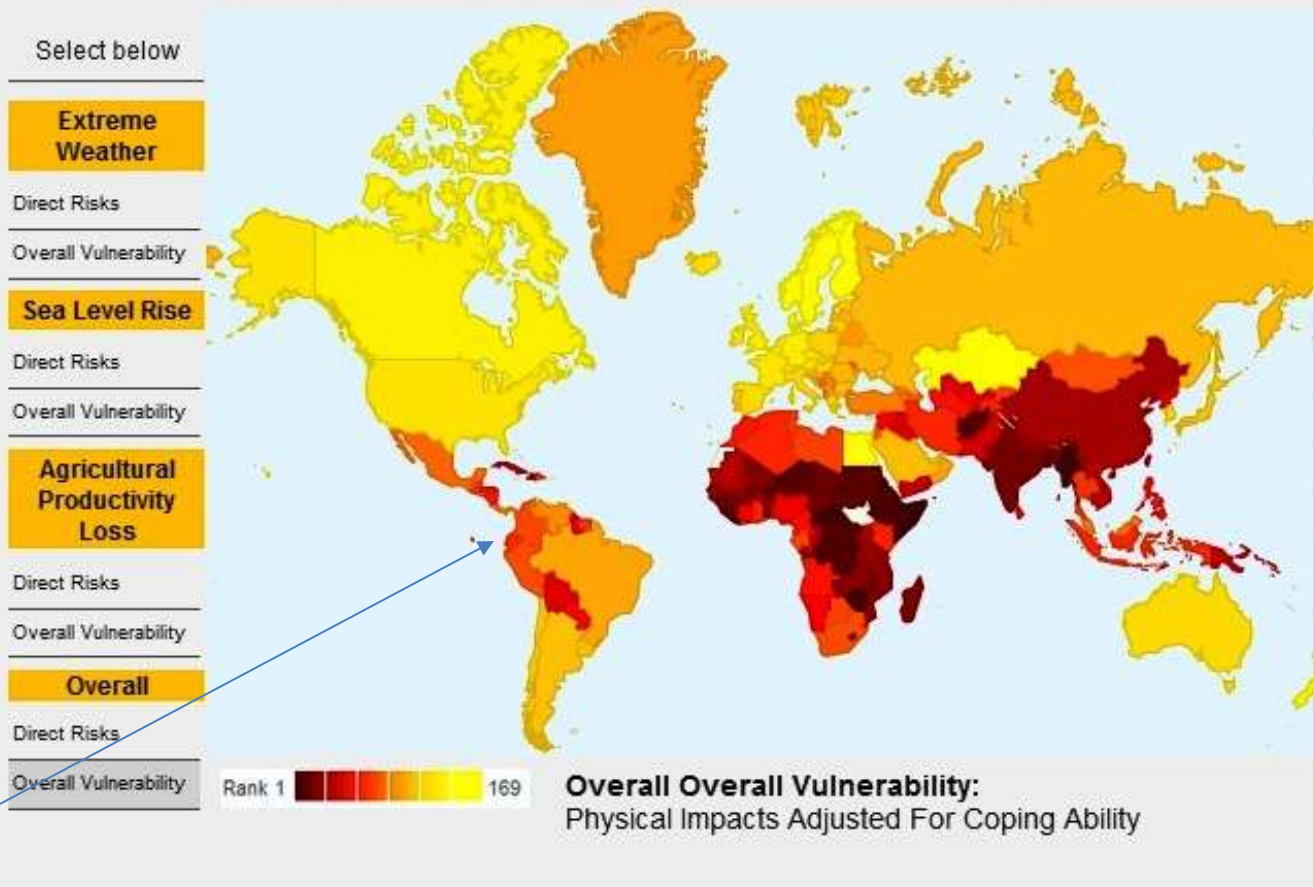 Select below
Extreme
Weather
Direct Risks
Overall Vulnerability
Sea Level Rise
Direct Risks
Overall Vulnerability
Agricultural
Productivity
Loss
Direct Risks
Overall Vulnerability
Overall
Direct Risks
Overall Vulnerability
Rank 1 169
Overall Overall Vulnerability:
Physical Impacts Adjusted For Coping Ability